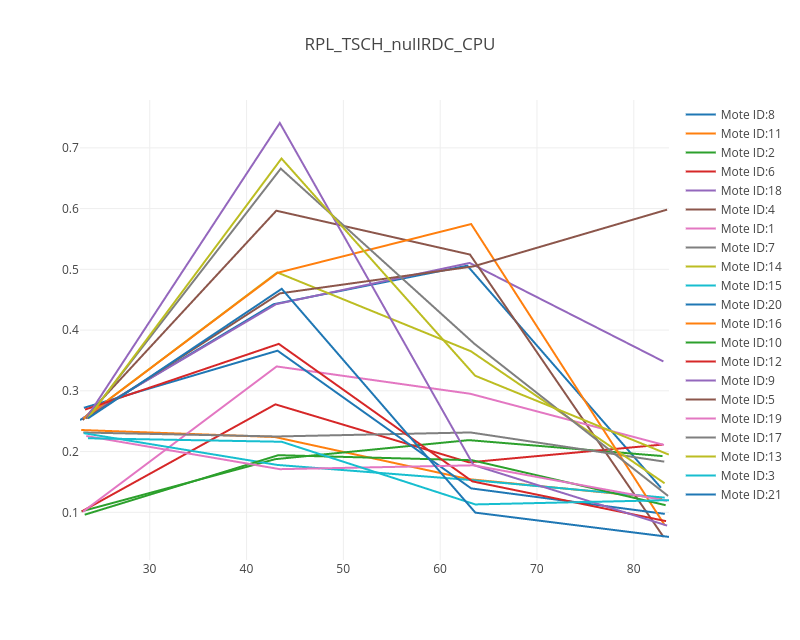 RPL_TSCH_nullRDC_CPU
0.7
0.6
0.5
0.4
0.3
0.2
0.1
30 40 50 60 70 80
Mote ID:8
Mote ID:11
Mote ID:2
Mote ID:6
Mote ID:18
Mote ID:4
Mote ID:1
Mote ID:7
Mote ID:14
Mote ID:15
Mote ID:20
Mote ID:16
Mote ID:10
Mote ID:12
Mote ID:9
Mote ID:5
Mote ID:19
Mote ID:17
Mote ID:13
Mote ID:3
Mote ID:21